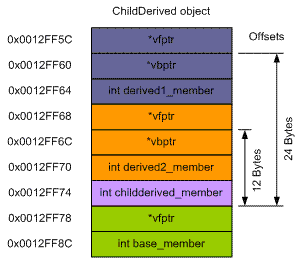 ChildDerived object
Offsets
0x0012FF5C *vfptr
0x0012FF60 *vbptr
0x0012FF64 int derived1_member
0x0012FF68 *vfptr
0x0012FF6C *vbptr
0x0012FF70 int derived2_member
0x0012FF74 int childderived_member
0x0012FF78 *vfptr
0x0012FF8C int base_member
12 Bytes
24 Bytes